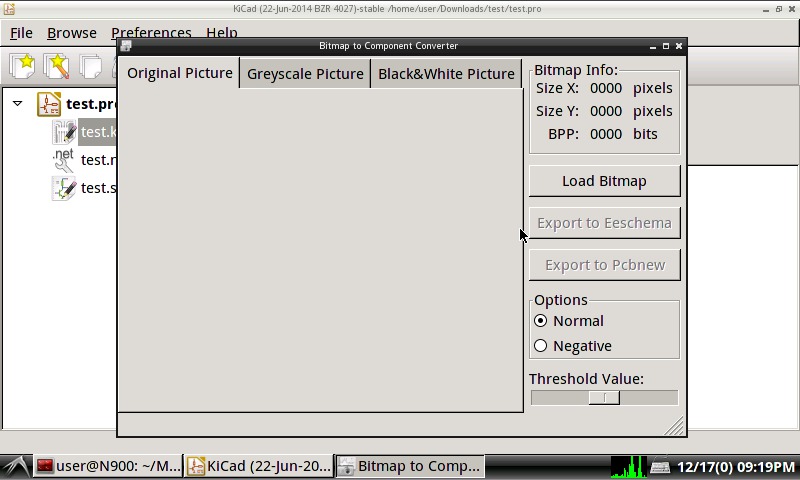 KiCad (22-Jun-2014 BZR 4027)-stable /home/user/Downloads/test/test.pro
File Browse Preferences Help
Bitmap to Component Converter
Original Picture Greyscale Picture Black&White Picture
Bitmap Info:
Size X: 0000 pixels
Size Y: 0000 pixels
BPP: 0000 bits
test.pr
test.k
.net test.n
test.s
Load Bitmap
Export to Eeschema
Export to Pcbnew
Options
Normal
Negative
Threshold Value:
user@N900: ~/M... KiCad (22-Jun-20... Bitmap to Comp... 12/17(0) 09:19PM